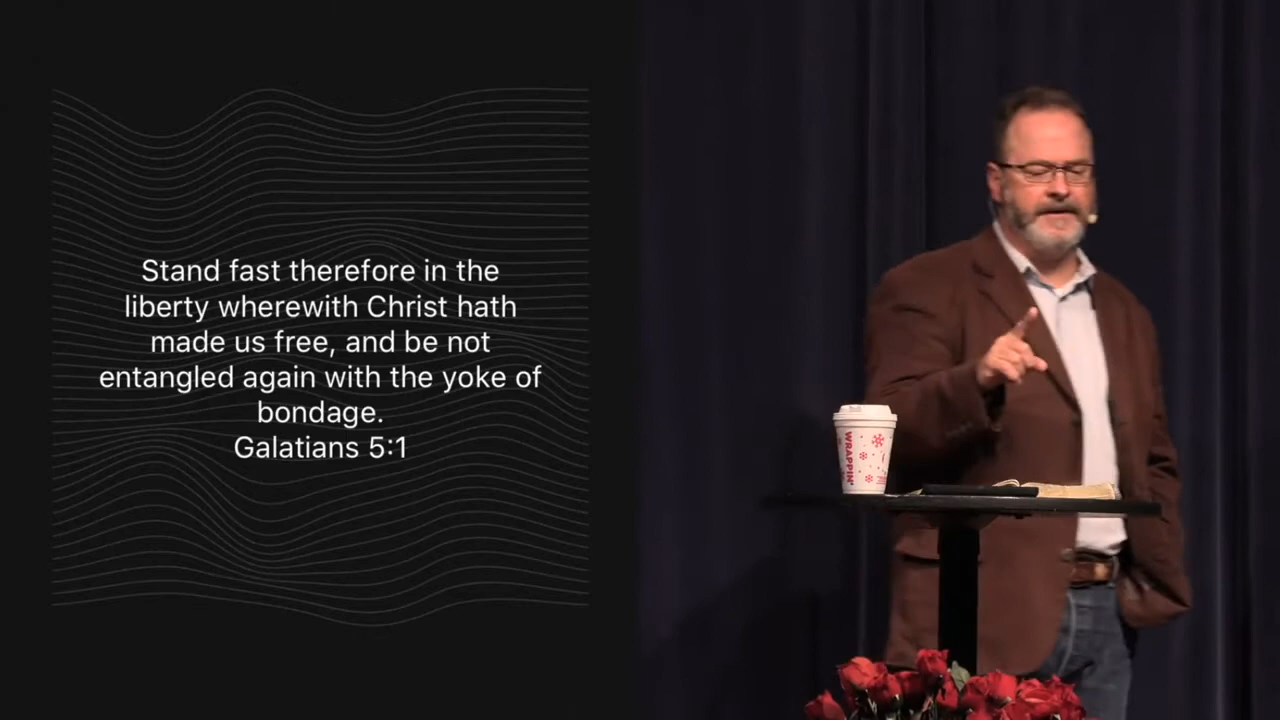 Stand fast therefore in the
liberty wherewith Christ hath
made us free, and be not
entangled again with the yoke of
bondage.
Galatians 5:1
WRAPPIN'